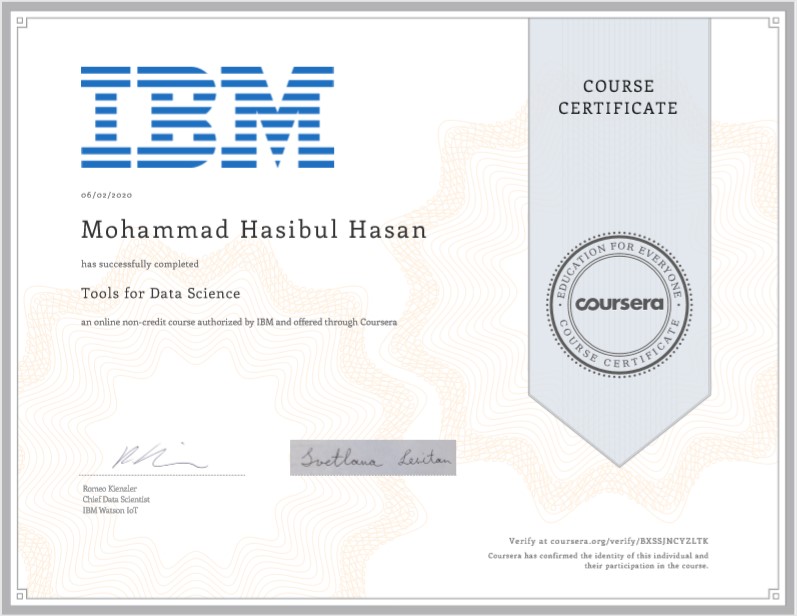 IBM
COURSE
CERTIFICATE
06/02/2020
Mohammad Hasibul Hasan
has successfully completed
Tools for Data Science
an online non-credit course authorized by IBM and offered through Coursera
EDUCATION FOR EVERYONE
coursera
COURSE CERTIFICATE
Svetlana Levitan
Romeo Kienzler
Chief Data Scientist
IBM Watson IoT
Verify at coursera.org/verify/BXSSJNCYZLTK
Coursera has confirmed the identity of this individual and
their participation in the course.